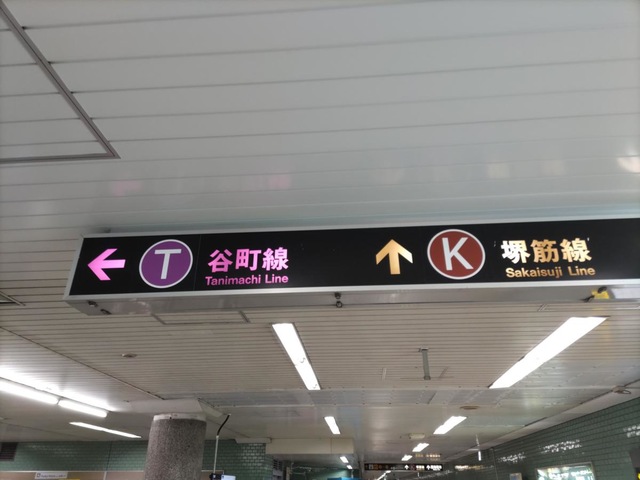 T 谷町線
Tanimachi Line
K 堺筋線
Sakaisuji Line